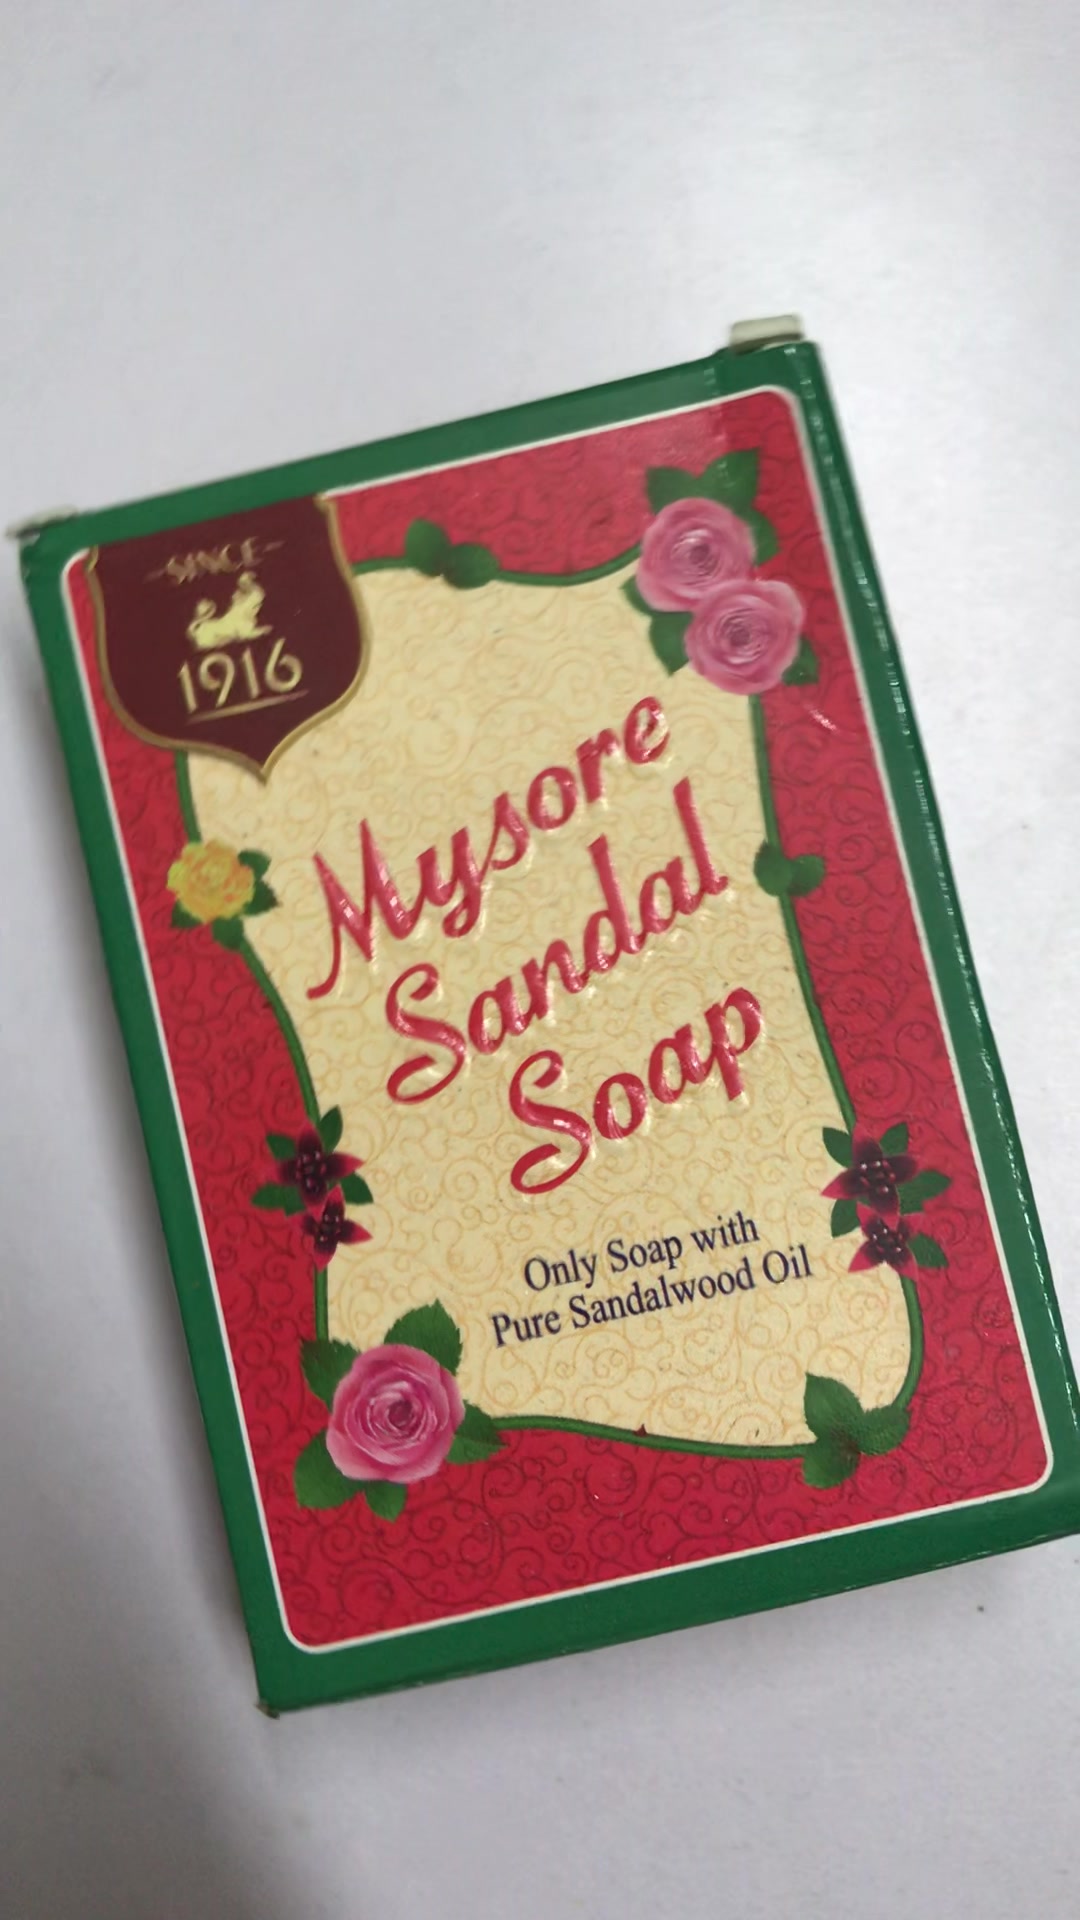 -SINCE-
1916
Mysore
Sandal
Soap
Only Soap with
Pure Sandalwood Oil